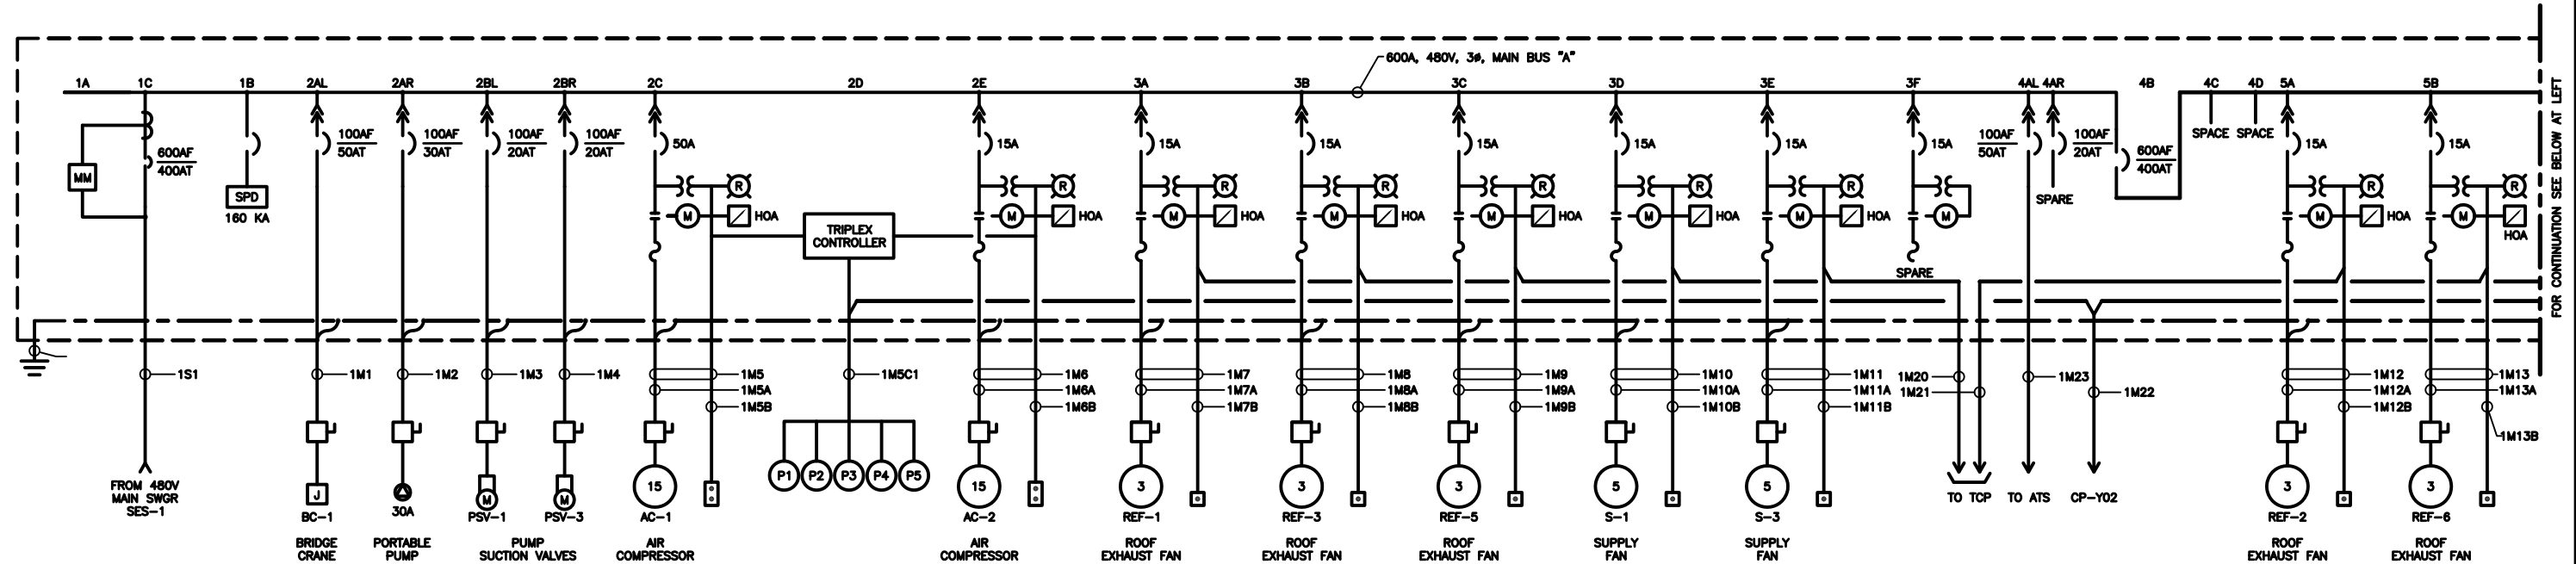 600A, 480V, 3ø, MAIN BUS "A"
1A 1C 1B 2AL 2AR 2BL 2BR 2C 2D 2E 3A 3B 3C 3D 3E 3F 4AL 4AR 4B 4C 4D 5A 5B
600AF
400AT
100AF
50AT
100AF
30AT
100AF
20AT
100AF
20AT
50A 15A 15A 15A 15A 15A 15A 15A
100AF
50AT
100AF
20AT
600AF
400AT
SPACE SPACE
15A 15A
MM
SPD
160 KA
SPARE
R R R R R R R R R
M HOA M HOA M HOA M HOA M HOA M HOA M HOA M M HOA M
HOA
TRIPLEX
CONTROLLER
SPARE
1S1 1M1 1M2 1M3 1M4 1M5 1M5C1 1M6 1M7 1M8 1M9 1M10 1M11 1M20 1M23 1M12 1M13
1M5A 1M6A 1M7A 1M8A 1M9A 1M10A 1M11A 1M21 1M22 1M12A 1M13A
1M5B 1M6B 1M7B 1M8B 1M9B 1M10B 1M11B 1M12B
1M13B
P1 P2 P3 P4 P5
J M M 15 15 3 3 3 5 5 3 3
FROM 480V
MAIN SWGR
SES-1
30A
TO TCP TO ATS CP-Y02
BC-1 PSV-1 PSV-3 AC-1 AC-2 REF-1 REF-3 REF-5 S-1 S-3 REF-2 REF-6
BRIDGE
CRANE
PORTABLE
PUMP
PUMP
SUCTION VALVES
AIR
COMPRESSOR
AIR
COMPRESSOR
ROOF
EXHAUST FAN
ROOF
EXHAUST FAN
ROOF
EXHAUST FAN
SUPPLY
FAN
SUPPLY
FAN
ROOF
EXHAUST FAN
ROOF
EXHAUST FAN
FOR CONTINUATION SEE BELOW AT LEFT